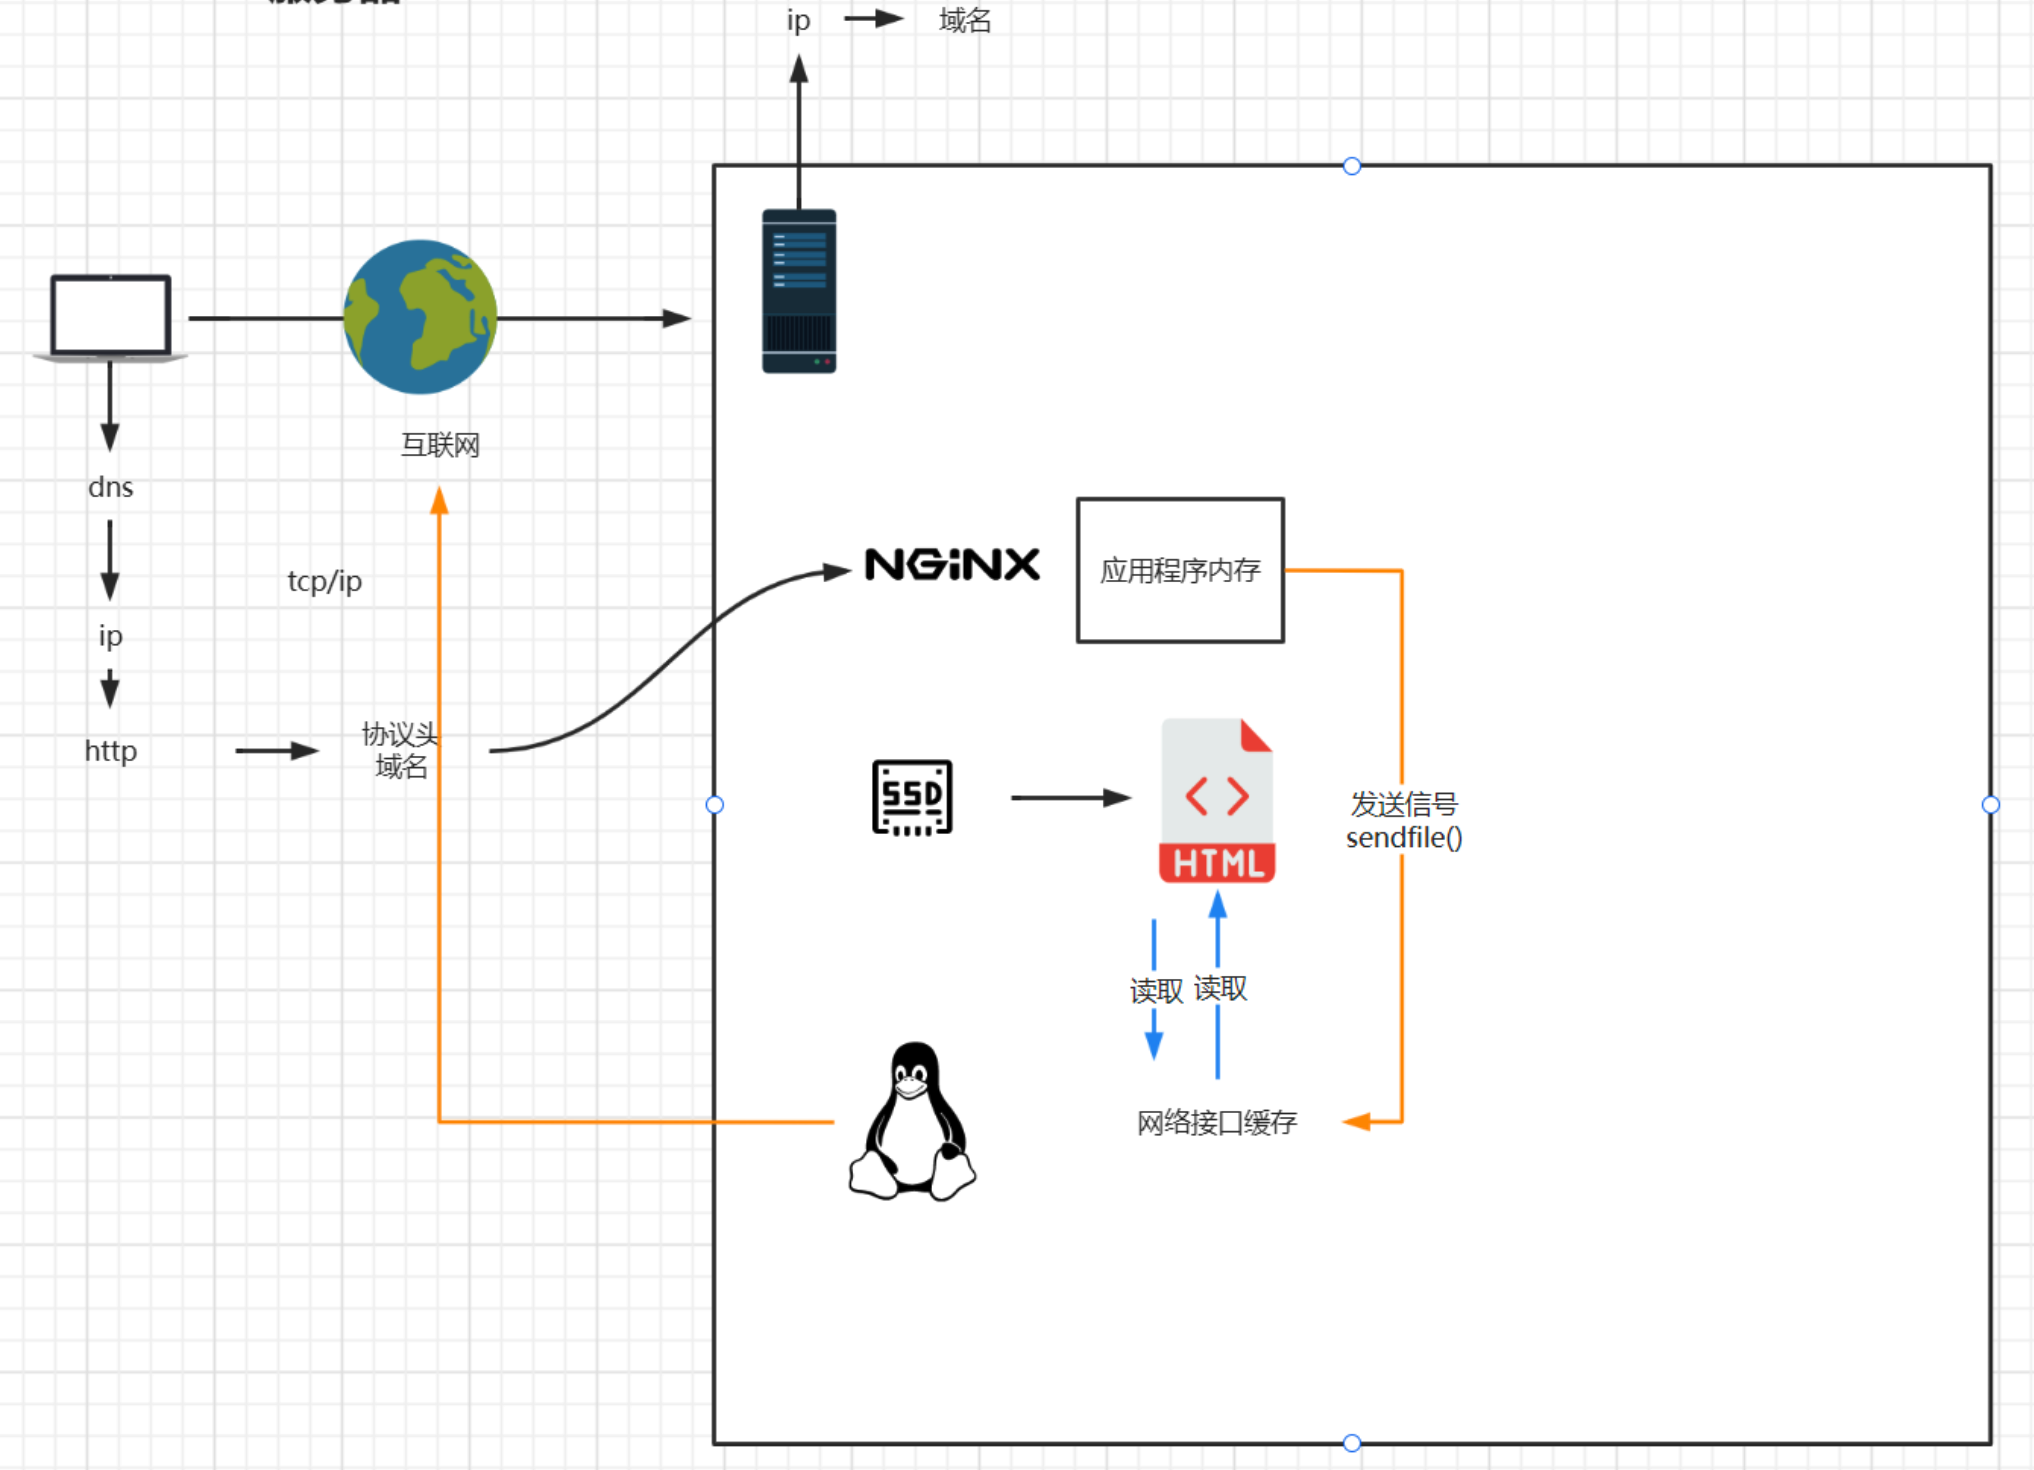 ip
域名
互联网
dns
tcp/ip
ip
http
协议头
域名
NGiNX
应用程序内存
SSD
HTML
发送信号
sendfile()
读取
读取
网络接口缓存